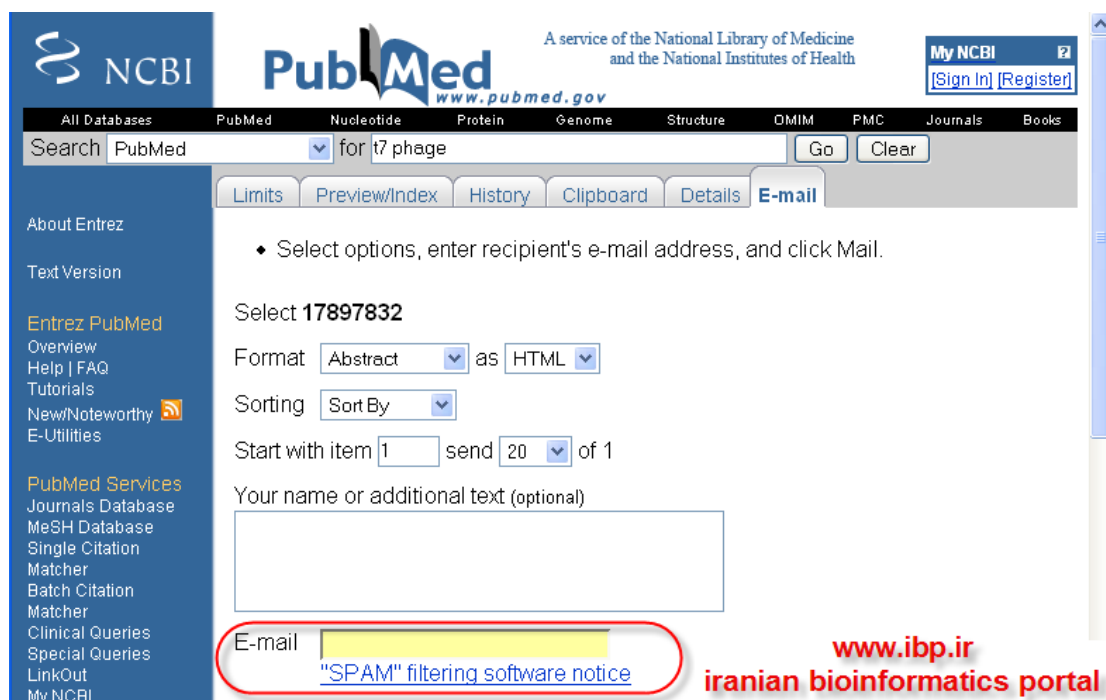 NCBI
PubMed
www.pubmed.gov
A service of the National Library of Medicine
and the National Institutes of Health
My NCBI ?
[Sign In] [Register]
All Databases PubMed Nucleotide Protein Genome Structure OMIM PMC Journals Books
Search PubMed for t7 phage Go Clear
Limits Preview/Index History Clipboard Details E-mail
About Entrez
Text Version
Entrez PubMed
Overview
Help | FAQ
Tutorials
New/Noteworthy
E-Utilities
PubMed Services
Journals Database
MeSH Database
Single Citation
Matcher
Batch Citation
Matcher
Clinical Queries
Special Queries
LinkOut
My NCBI
• Select options, enter recipient's e-mail address, and click Mail.
Select 17897832
Format Abstract as HTML
Sorting Sort By
Start with item 1 send 20 of 1
Your name or additional text (optional)
E-mail
"SPAM" filtering software notice
www.ibp.ir
iranian bioinformatics portal